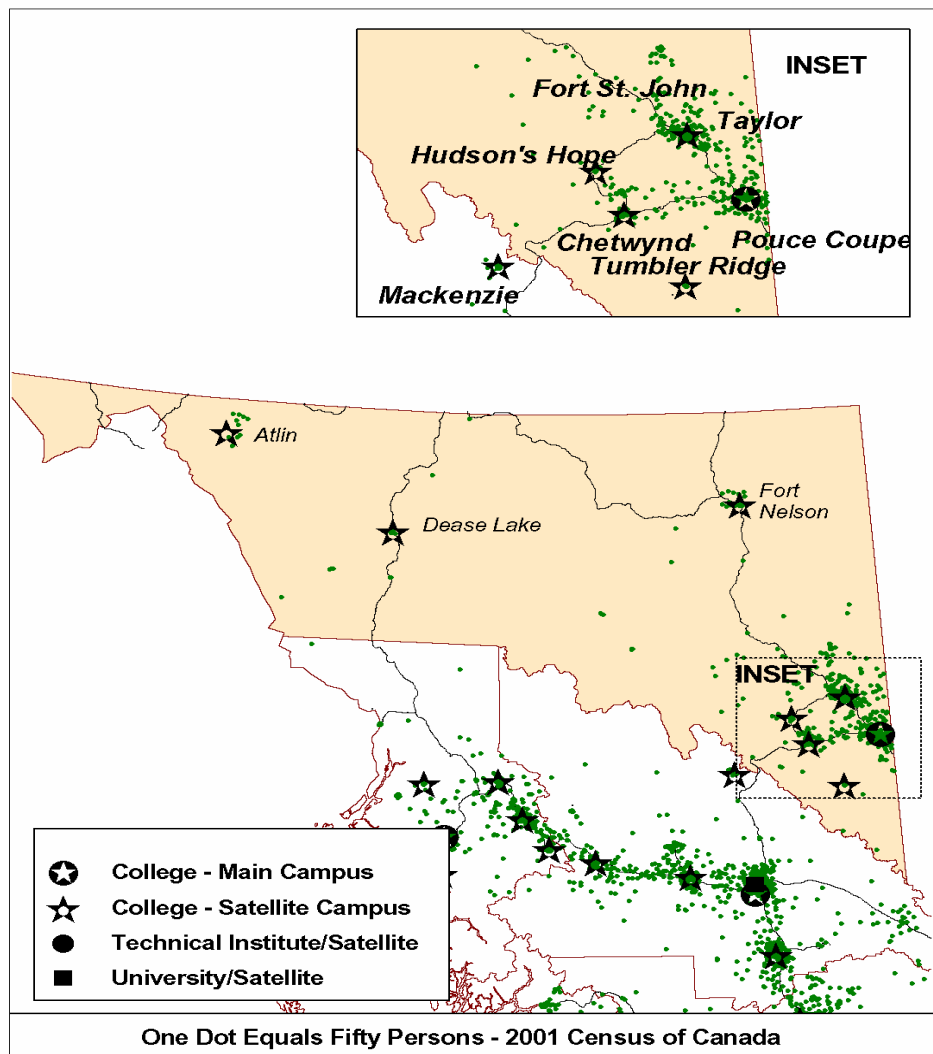 INSET
Fort St. John
Taylor
Hudson's Hope
Chetwynd
Pouce Coupe
Tumbler Ridge
Mackenzie
Atlin
Fort
Nelson
Dease Lake
INSET
College - Main Campus
College - Satellite Campus
Technical Institute/Satellite
University/Satellite
One Dot Equals Fifty Persons - 2001 Census of Canada